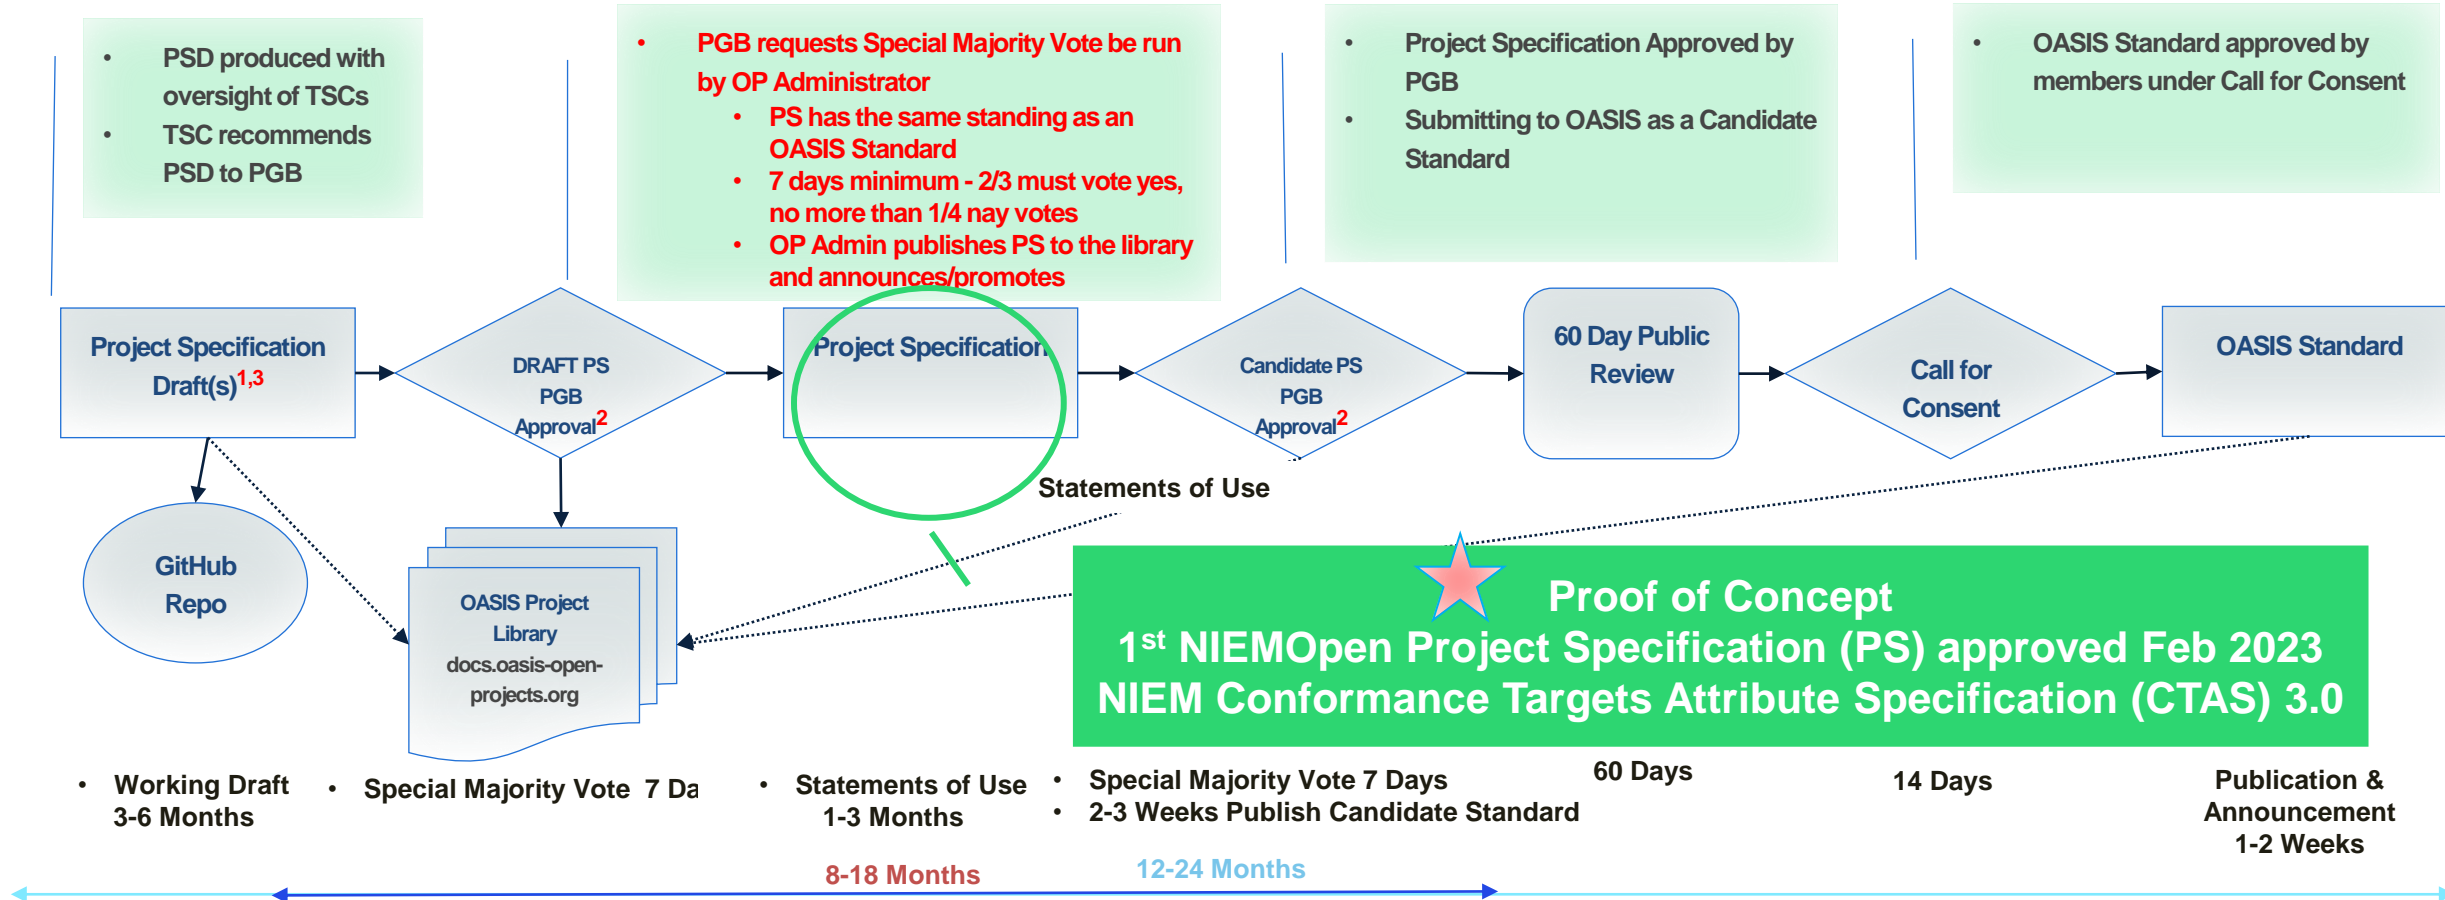 • PSD produced with
oversight of TSCs
• TSC recommends
PSD to PGB
• PGB requests Special Majority Vote be run
by OP Administrator
• PS has the same standing as an
OASIS Standard
• 7 days minimum - 2/3 must vote yes,
no more than 1/4 nay votes
• OP Admin publishes PS to the library
and announces/promotes
• Project Specification Approved by
PGB
• Submitting to OASIS as a Candidate
Standard
• OASIS Standard approved by
members under Call for Consent
Project Specification
Draft(s)1,3
DRAFT PS
PGB
Approval2
Project Specification
Candidate PS
PGB
Approval2
60 Day Public
Review
Call for
Consent
OASIS Standard
Statements of Use
GitHub
Repo
OASIS Project
Library
docs.oasis-open-
projects.org
Proof of Concept
1st NIEMOpen Project Specification (PS) approved Feb 2023
NIEM Conformance Targets Attribute Specification (CTAS) 3.0
• Working Draft
3-6 Months
• Special Majority Vote 7 Da
• Statements of Use
1-3 Months
• Special Majority Vote 7 Days
• 2-3 Weeks Publish Candidate Standard
60 Days
14 Days
Publication &
Announcement
1-2 Weeks
8-18 Months
12-24 Months